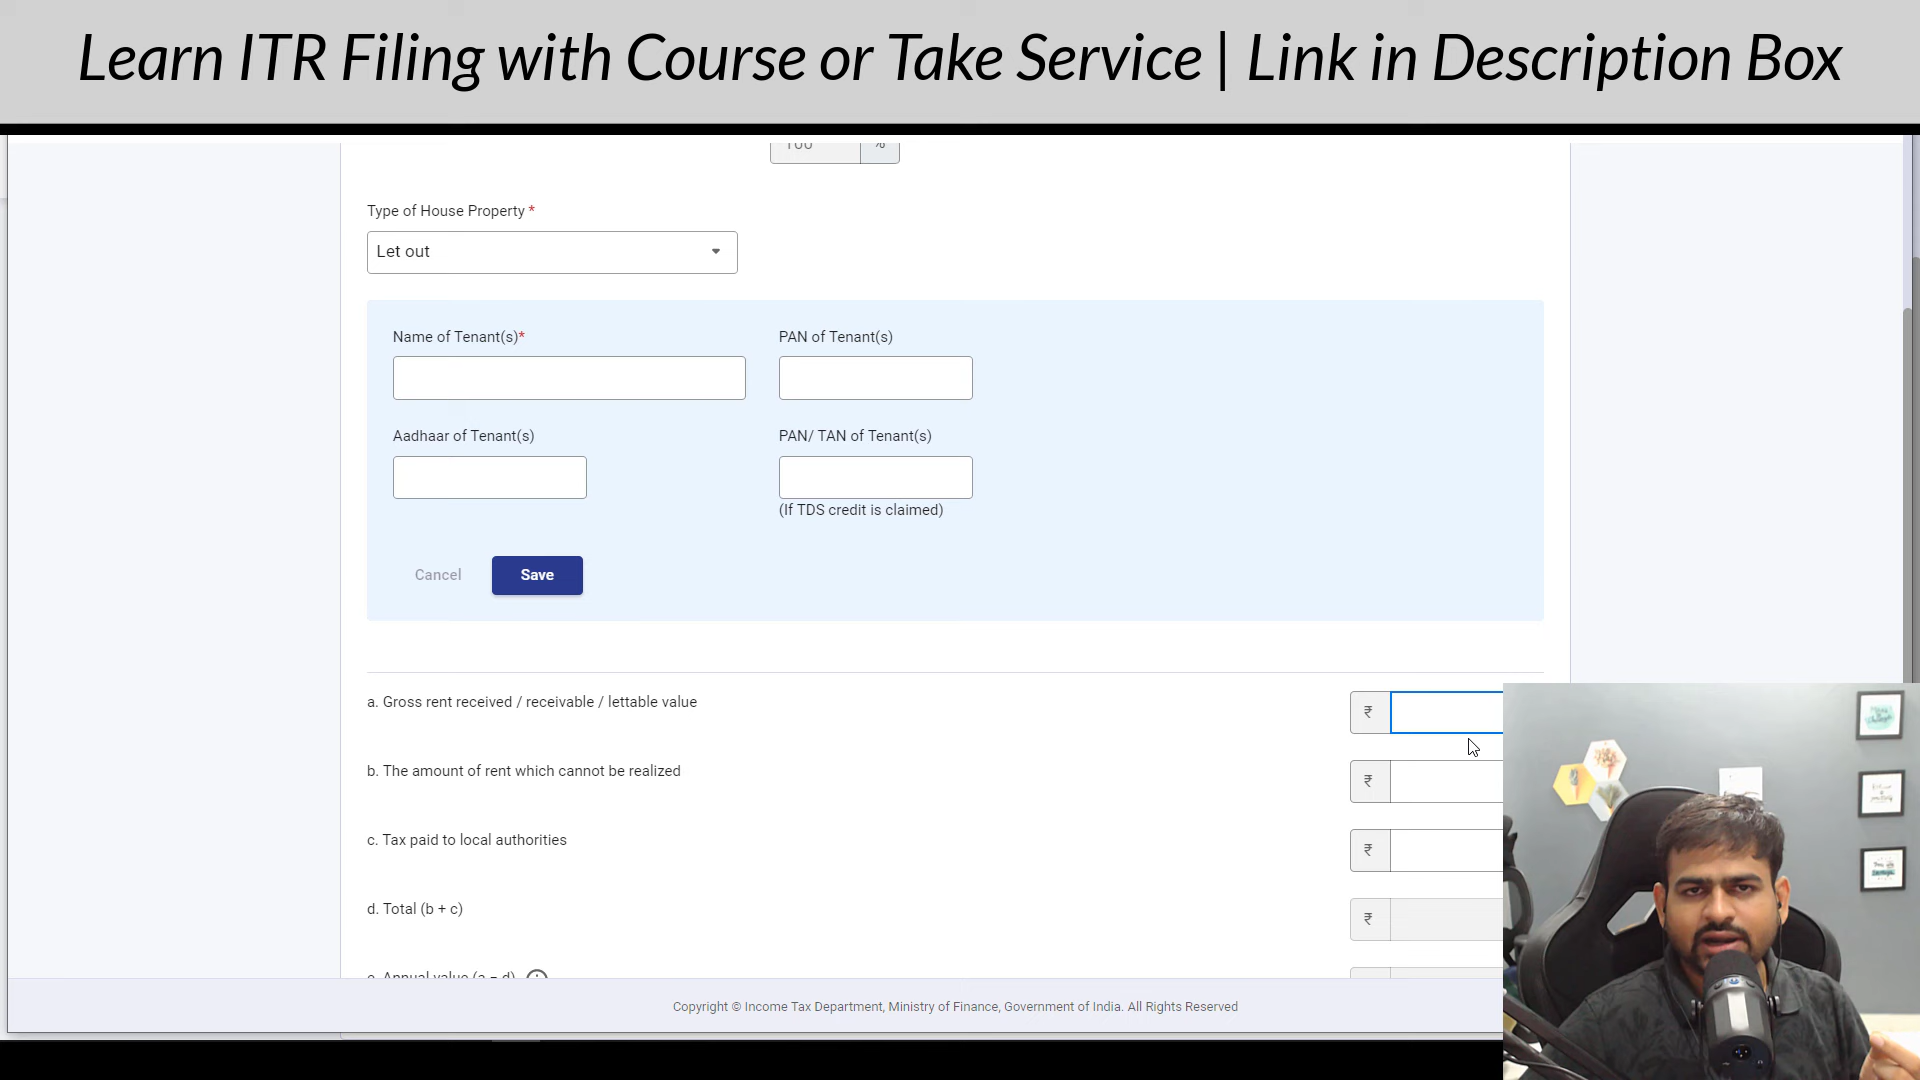 Learn ITR Filing with Course or Take Service | Link in Description Box
100 %
Type of House Property *
Let out
Name of Tenant(s)*
PAN of Tenant(s)
Aadhaar of Tenant(s)
PAN/ TAN of Tenant(s)
(If TDS credit is claimed)
Cancel
Save
a. Gross rent received / receivable / lettable value
₹
b. The amount of rent which cannot be realized
₹
c. Tax paid to local authorities
₹
d. Total (b + c)
₹
e. Annual value (a – d)
Copyright © Income Tax Department, Ministry of Finance, Government of India. All Rights Reserved